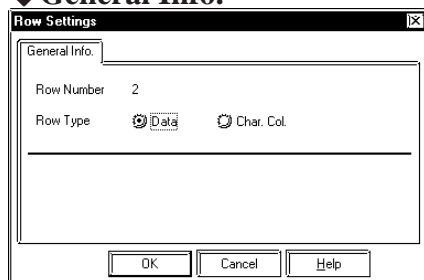 ◆ General Info.
Row Settings
General Info.
Row Number 2
Row Type Data Char. Col.
OK Cancel Help